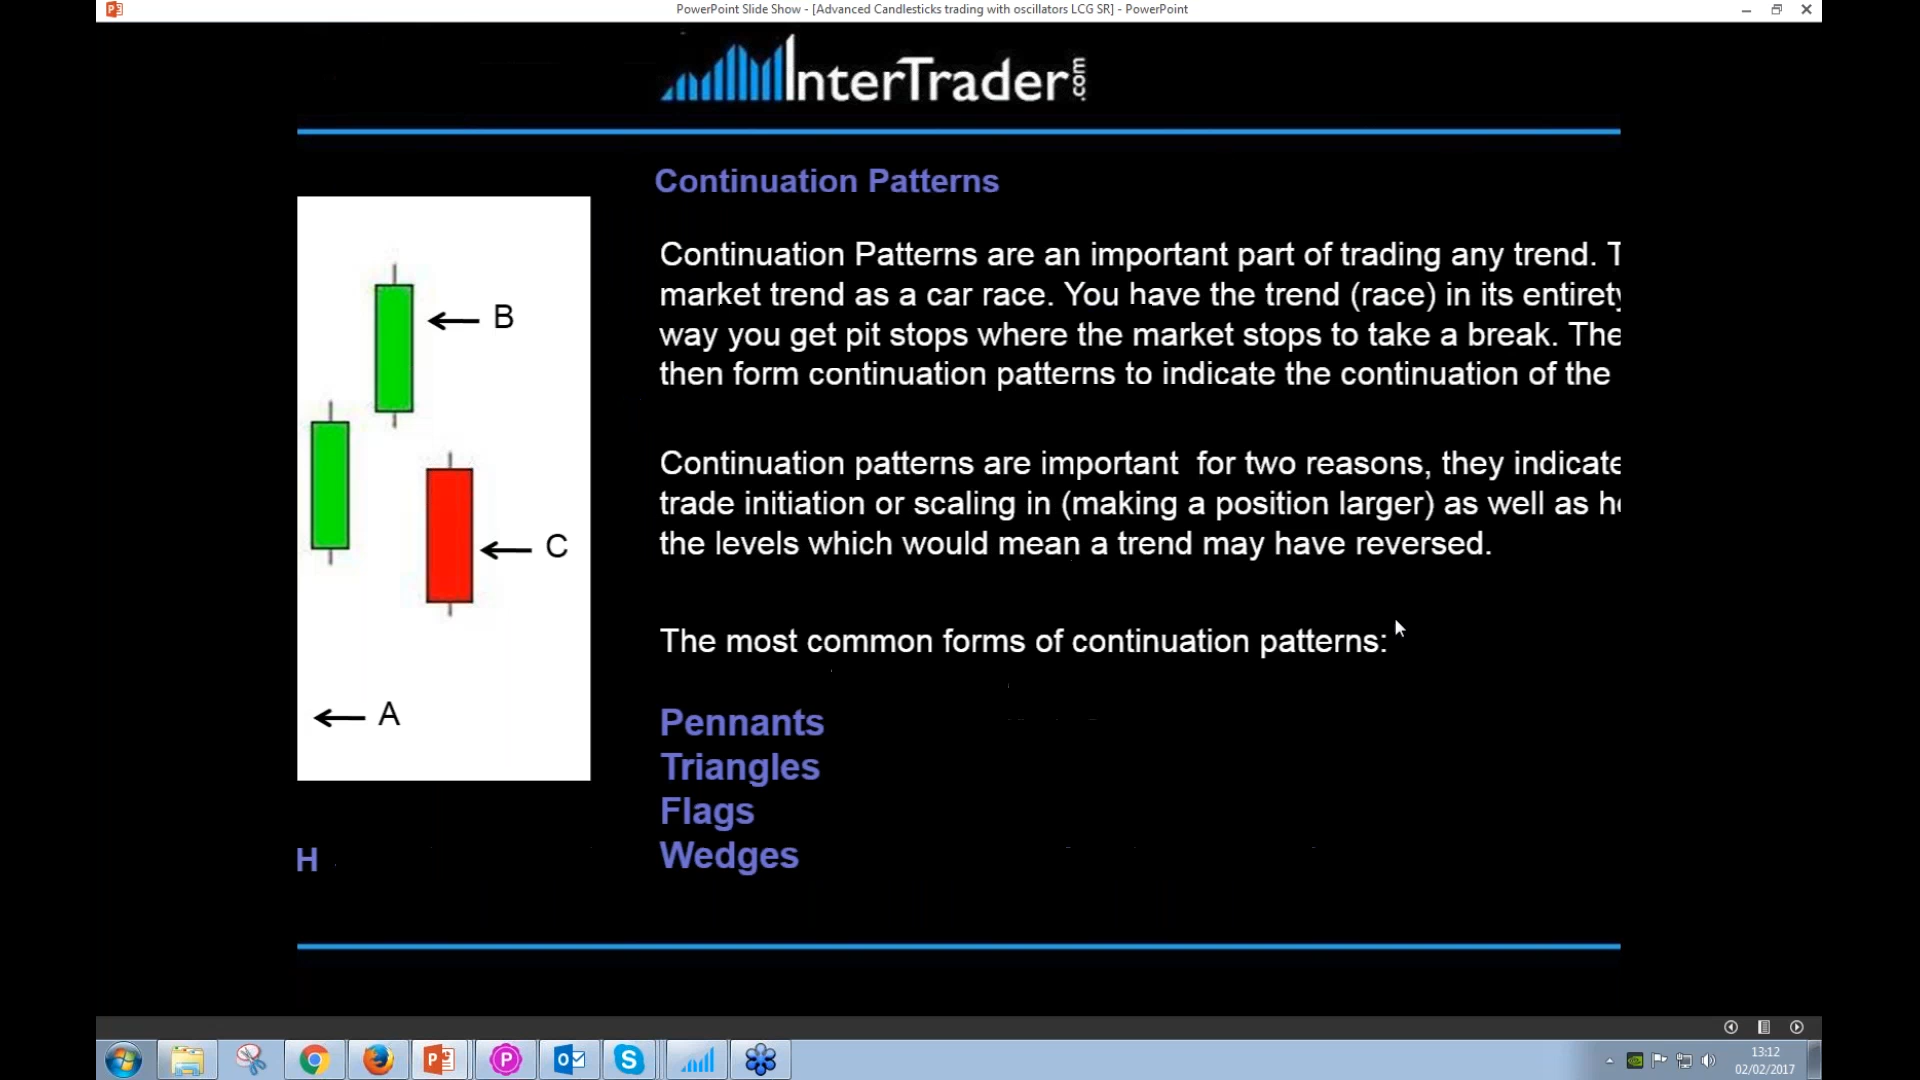 PowerPoint Slide Show - [Advanced Candlesticks trading with oscillators LCG SR] - PowerPoint
InterTrader.com
Continuation Patterns
Continuation Patterns are an important part of trading any trend. T
market trend as a car race. You have the trend (race) in its entirety
way you get pit stops where the market stops to take a break. The
then form continuation patterns to indicate the continuation of the
B
Continuation patterns are important for two reasons, they indicate
trade initiation or scaling in (making a position larger) as well as he
the levels which would mean a trend may have reversed.
C
The most common forms of continuation patterns:
A
Pennants
Triangles
Flags
Wedges
H
13:12
02/02/2017